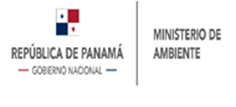 REPÚBLICA DE PANAMÁ
— GOBIERNO NACIONAL —
MINISTERIO DE
AMBIENTE